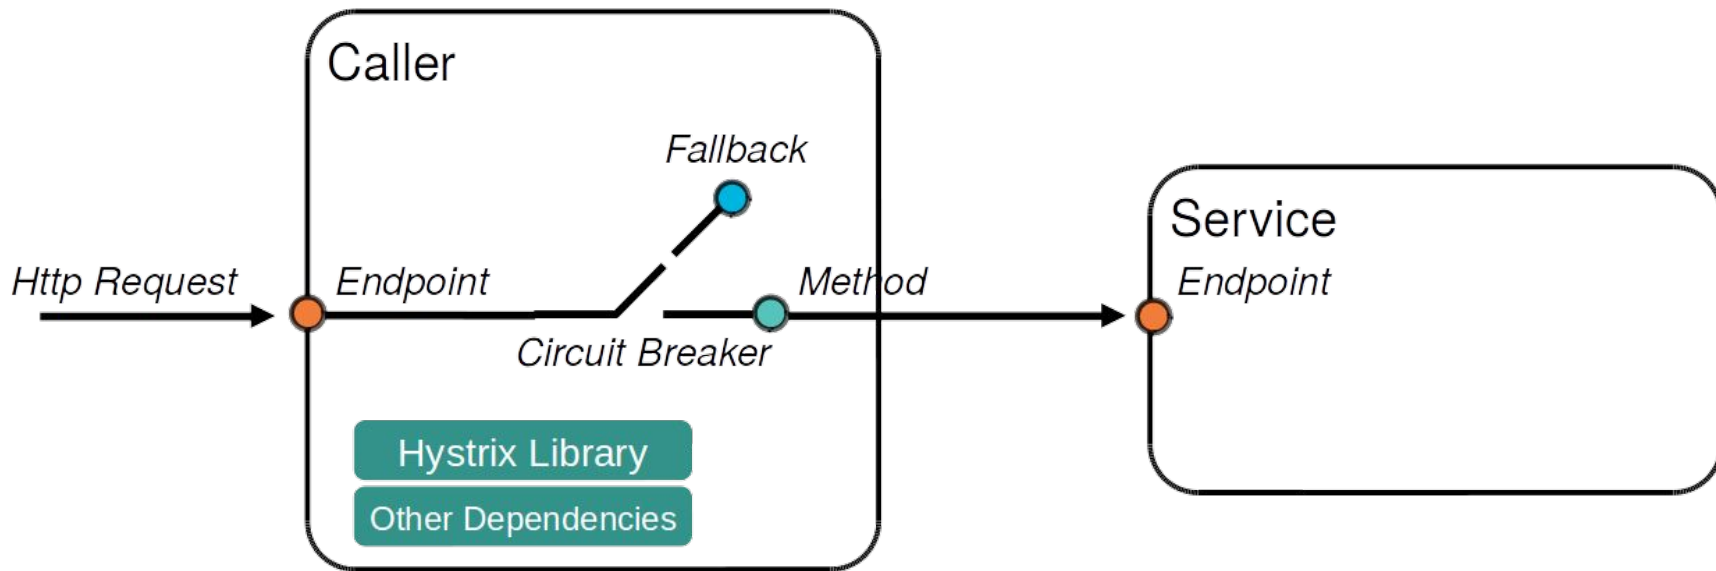 Caller
Fallback
Service
Http Request
Endpoint
Method
Endpoint
Circuit Breaker
Hystrix Library
Other Dependencies